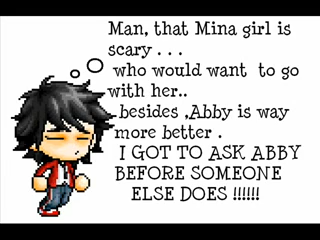 Man, that Mina girl is
scary . . .
who would want to go
with her..
besides ,Abby is way
more better .
I GOT TO ASK ABBY
BEFORE SOMEONE
ELSE DOES !!!!!!